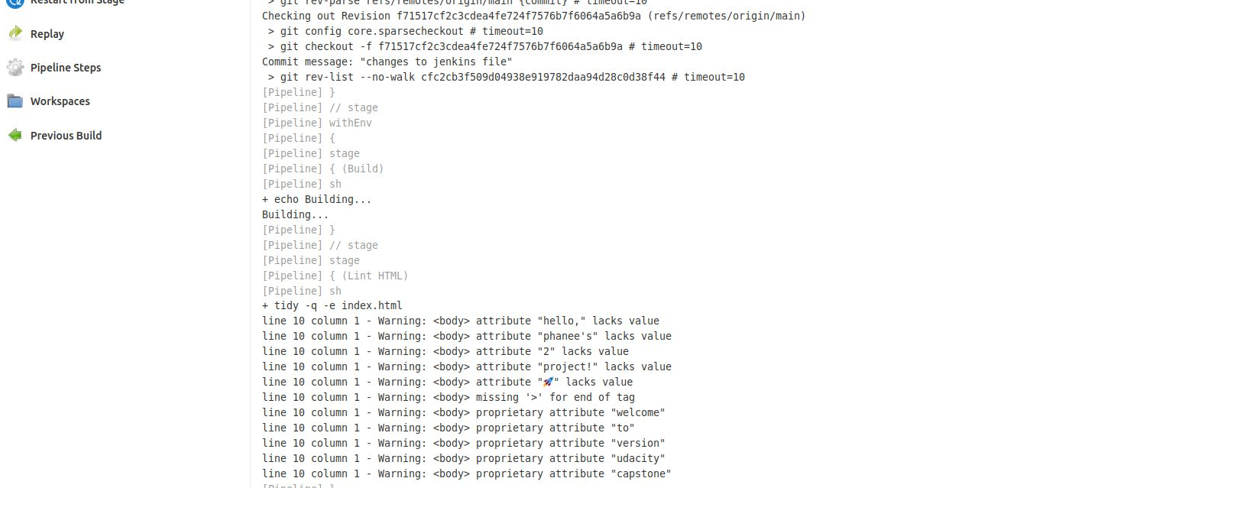 Restart from Stage
Replay
Pipeline Steps
Workspaces
Previous Build
> git rev-parse refs/remotes/origin/main^{commit} # timeout=10
Checking out Revision f71517cf2c3cdea4fe724f7576b7f6064a5a6b9a (refs/remotes/origin/main)
> git config core.sparsecheckout # timeout=10
> git checkout -f f71517cf2c3cdea4fe724f7576b7f6064a5a6b9a # timeout=10
Commit message: "changes to jenkins file"
> git rev-list --no-walk cfc2cb3f509d04938e919782daa94d28c0d38f44 # timeout=10
[Pipeline] }
[Pipeline] // stage
[Pipeline] withEnv
[Pipeline] {
[Pipeline] stage
[Pipeline] { (Build)
[Pipeline] sh
+ echo Building...
Building...
[Pipeline] }
[Pipeline] // stage
[Pipeline] stage
[Pipeline] { (Lint HTML)
[Pipeline] sh
+ tidy -q -e index.html
line 10 column 1 - Warning: <body> attribute "hello," lacks value
line 10 column 1 - Warning: <body> attribute "phanee's" lacks value
line 10 column 1 - Warning: <body> attribute "2" lacks value
line 10 column 1 - Warning: <body> attribute "project!" lacks value
line 10 column 1 - Warning: <body> attribute "🚀" lacks value
line 10 column 1 - Warning: <body> missing '>' for end of tag
line 10 column 1 - Warning: <body> proprietary attribute "welcome"
line 10 column 1 - Warning: <body> proprietary attribute "to"
line 10 column 1 - Warning: <body> proprietary attribute "version"
line 10 column 1 - Warning: <body> proprietary attribute "udacity"
line 10 column 1 - Warning: <body> proprietary attribute "capstone"
[Pipeline] }